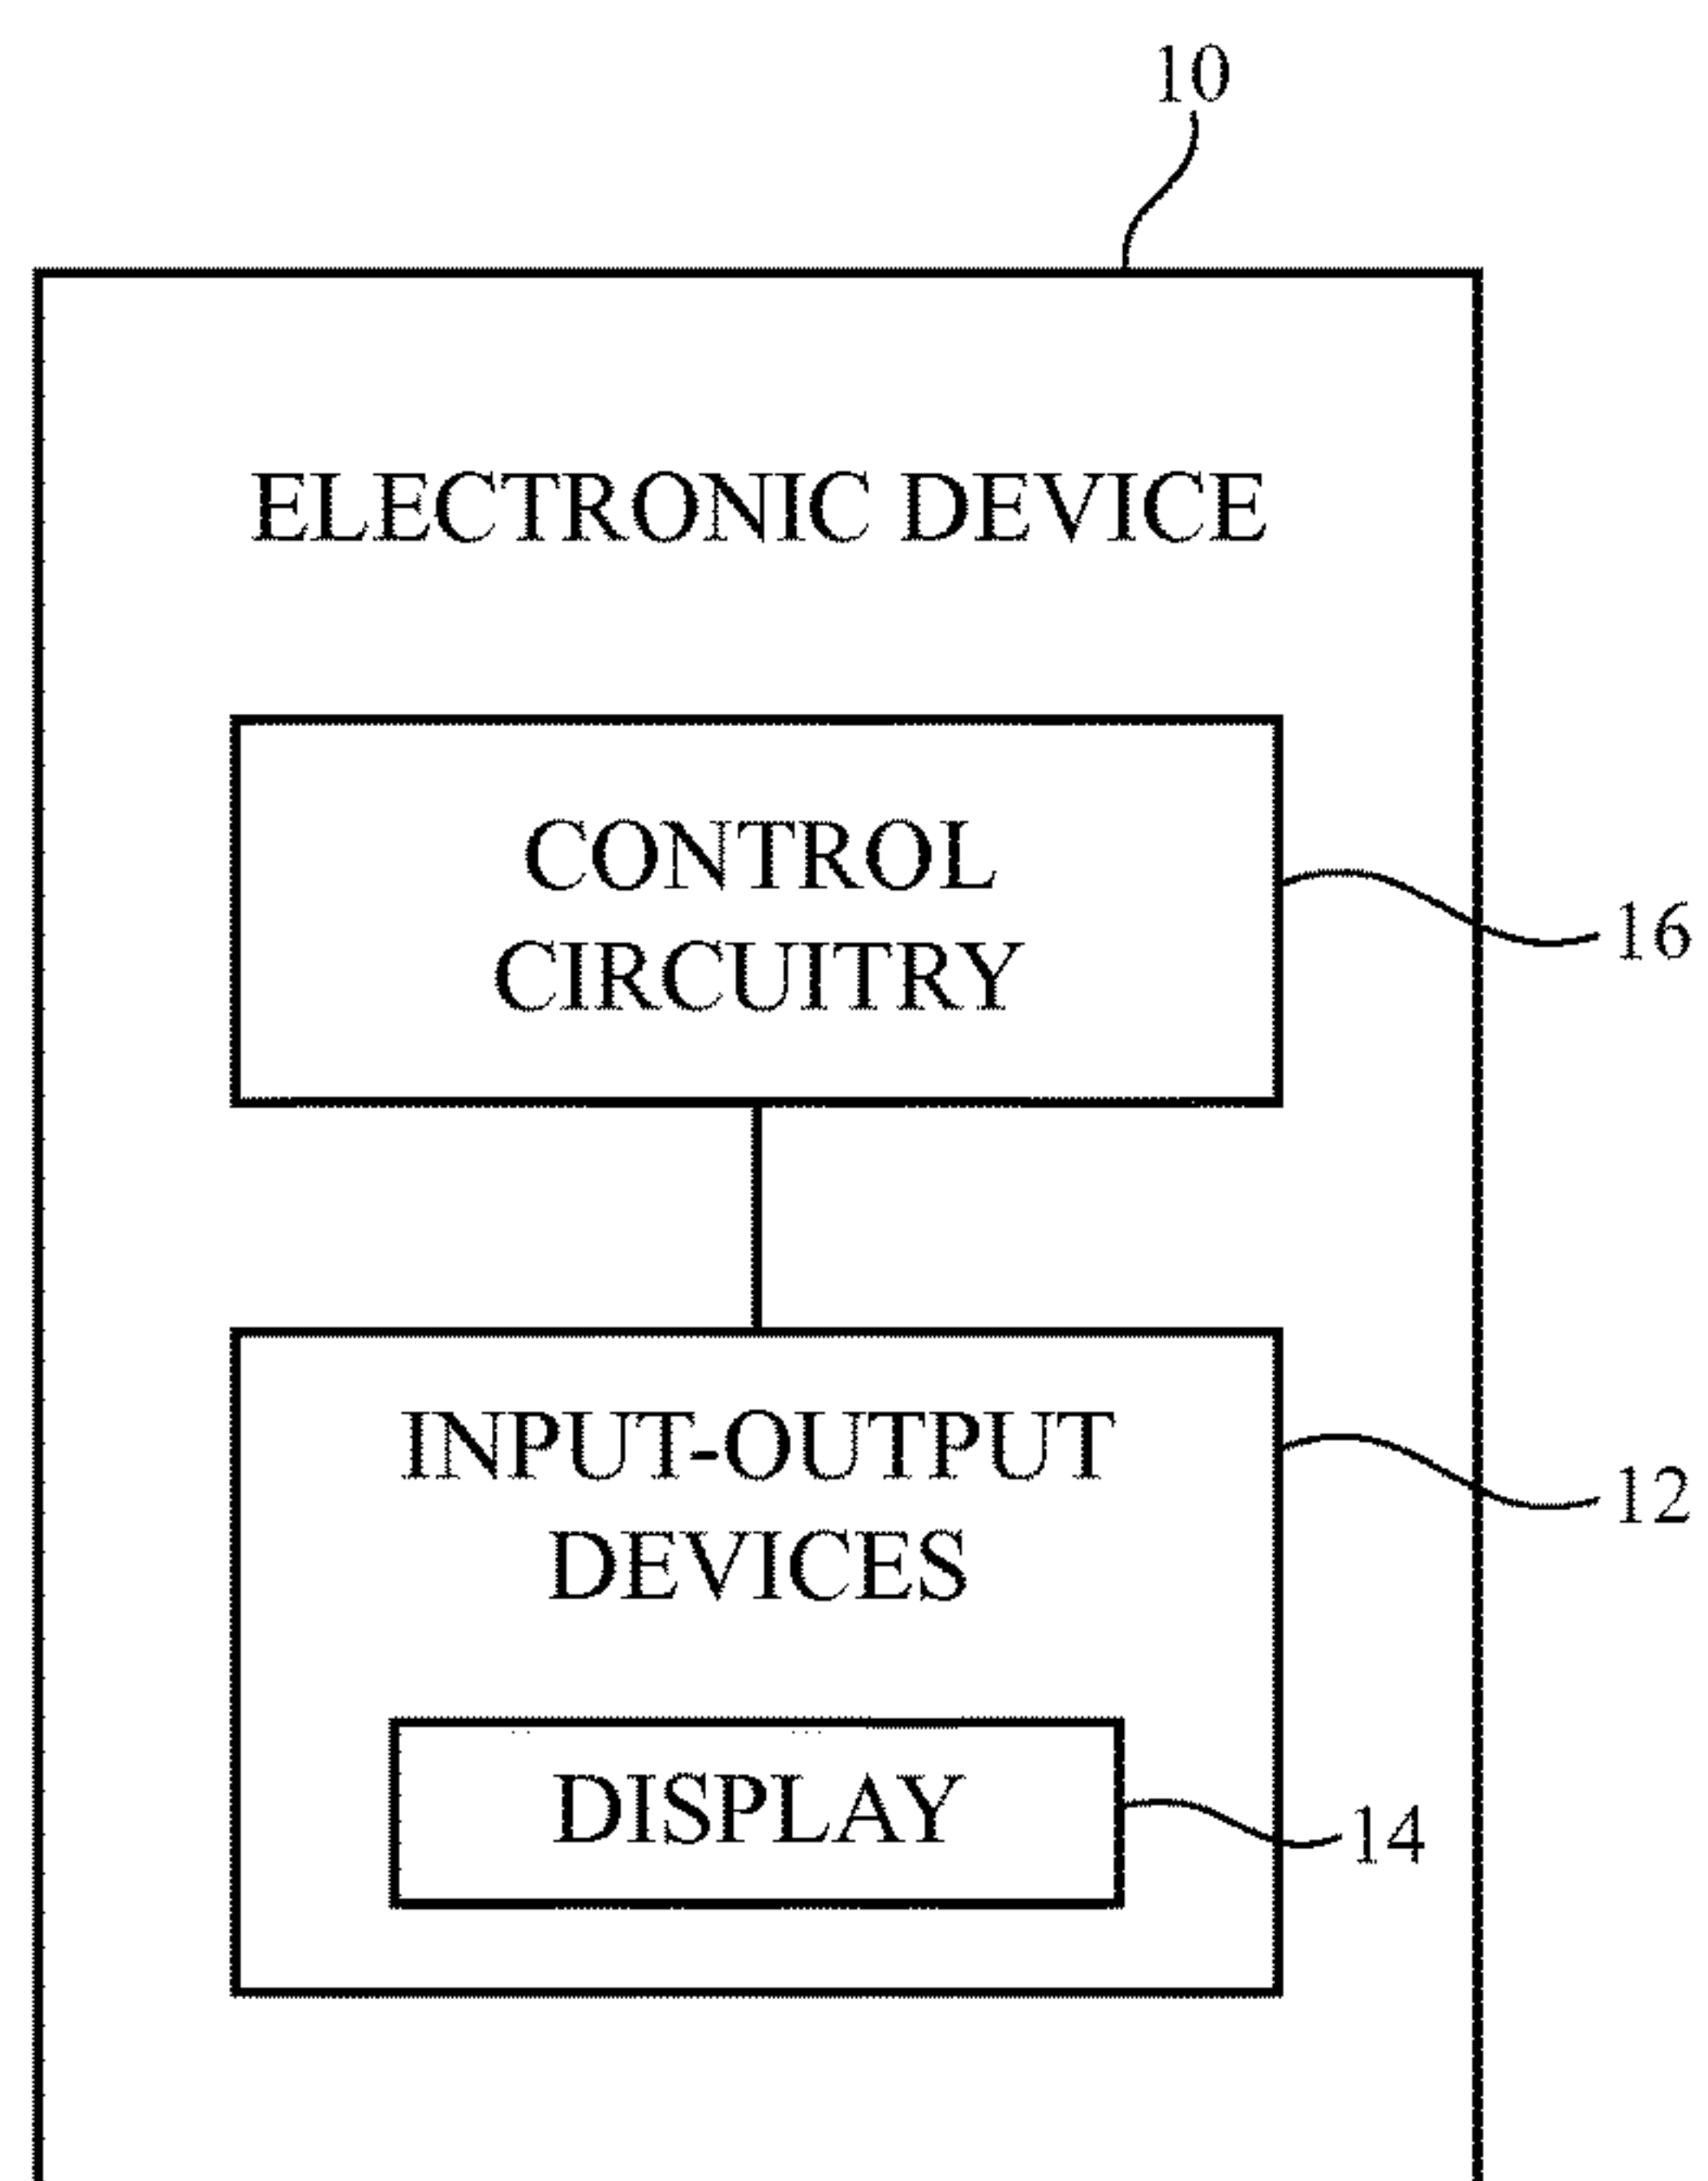 10
ELECTRONIC DEVICE
CONTROL
CIRCUITRY
16
INPUT-OUTPUT
DEVICES
12
DISPLAY
14